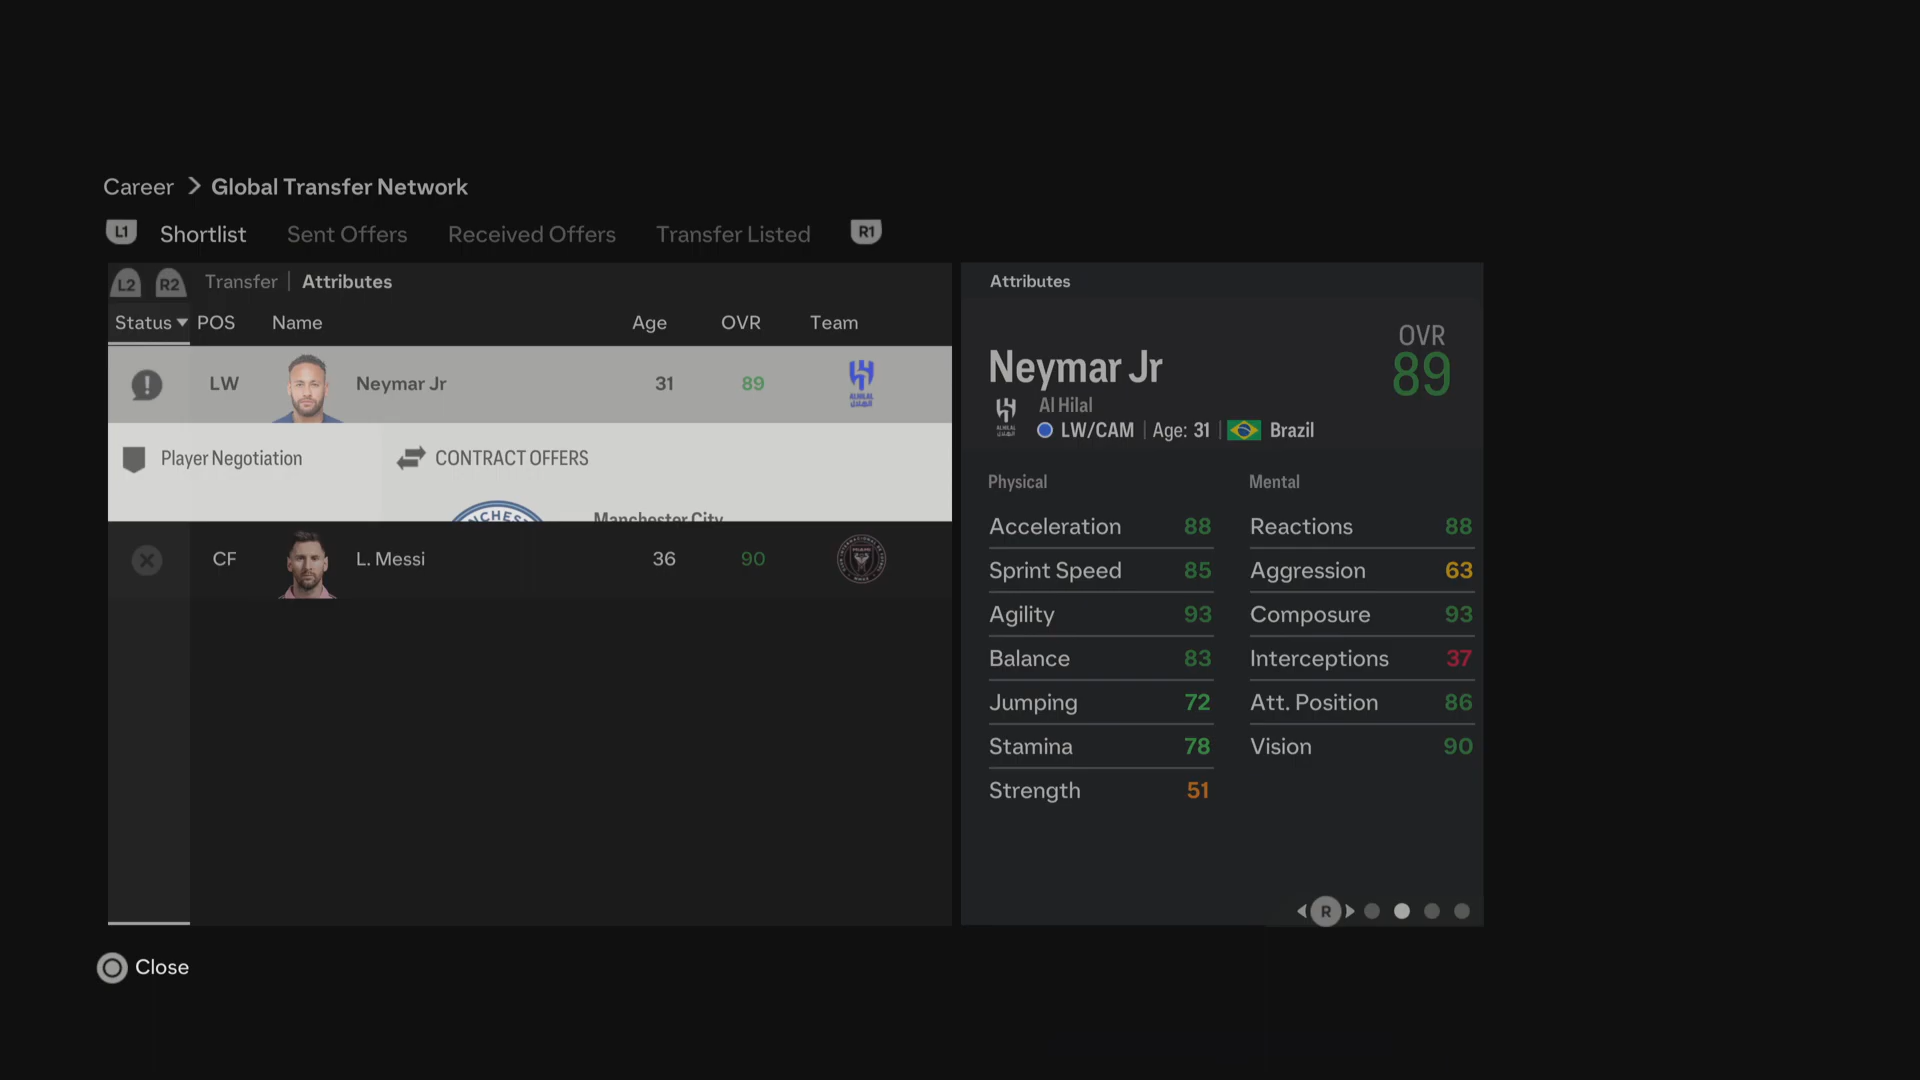 Career > Global Transfer Network
L1 Shortlist Sent Offers Received Offers Transfer Listed R1
L2 R2 Transfer | Attributes
Status POS Name Age OVR Team
LW Neymar Jr 31 89
Player Negotiation CONTRACT OFFERS
Manchester City
CF L. Messi 36 90
Attributes
OVR
Neymar Jr 89
Al Hilal
LW/CAM | Age: 31 | Brazil
Physical Mental
Acceleration 88 Reactions 88
Sprint Speed 85 Aggression 63
Agility 93 Composure 93
Balance 83 Interceptions 37
Jumping 72 Att. Position 86
Stamina 78 Vision 90
Strength 51
R
Close